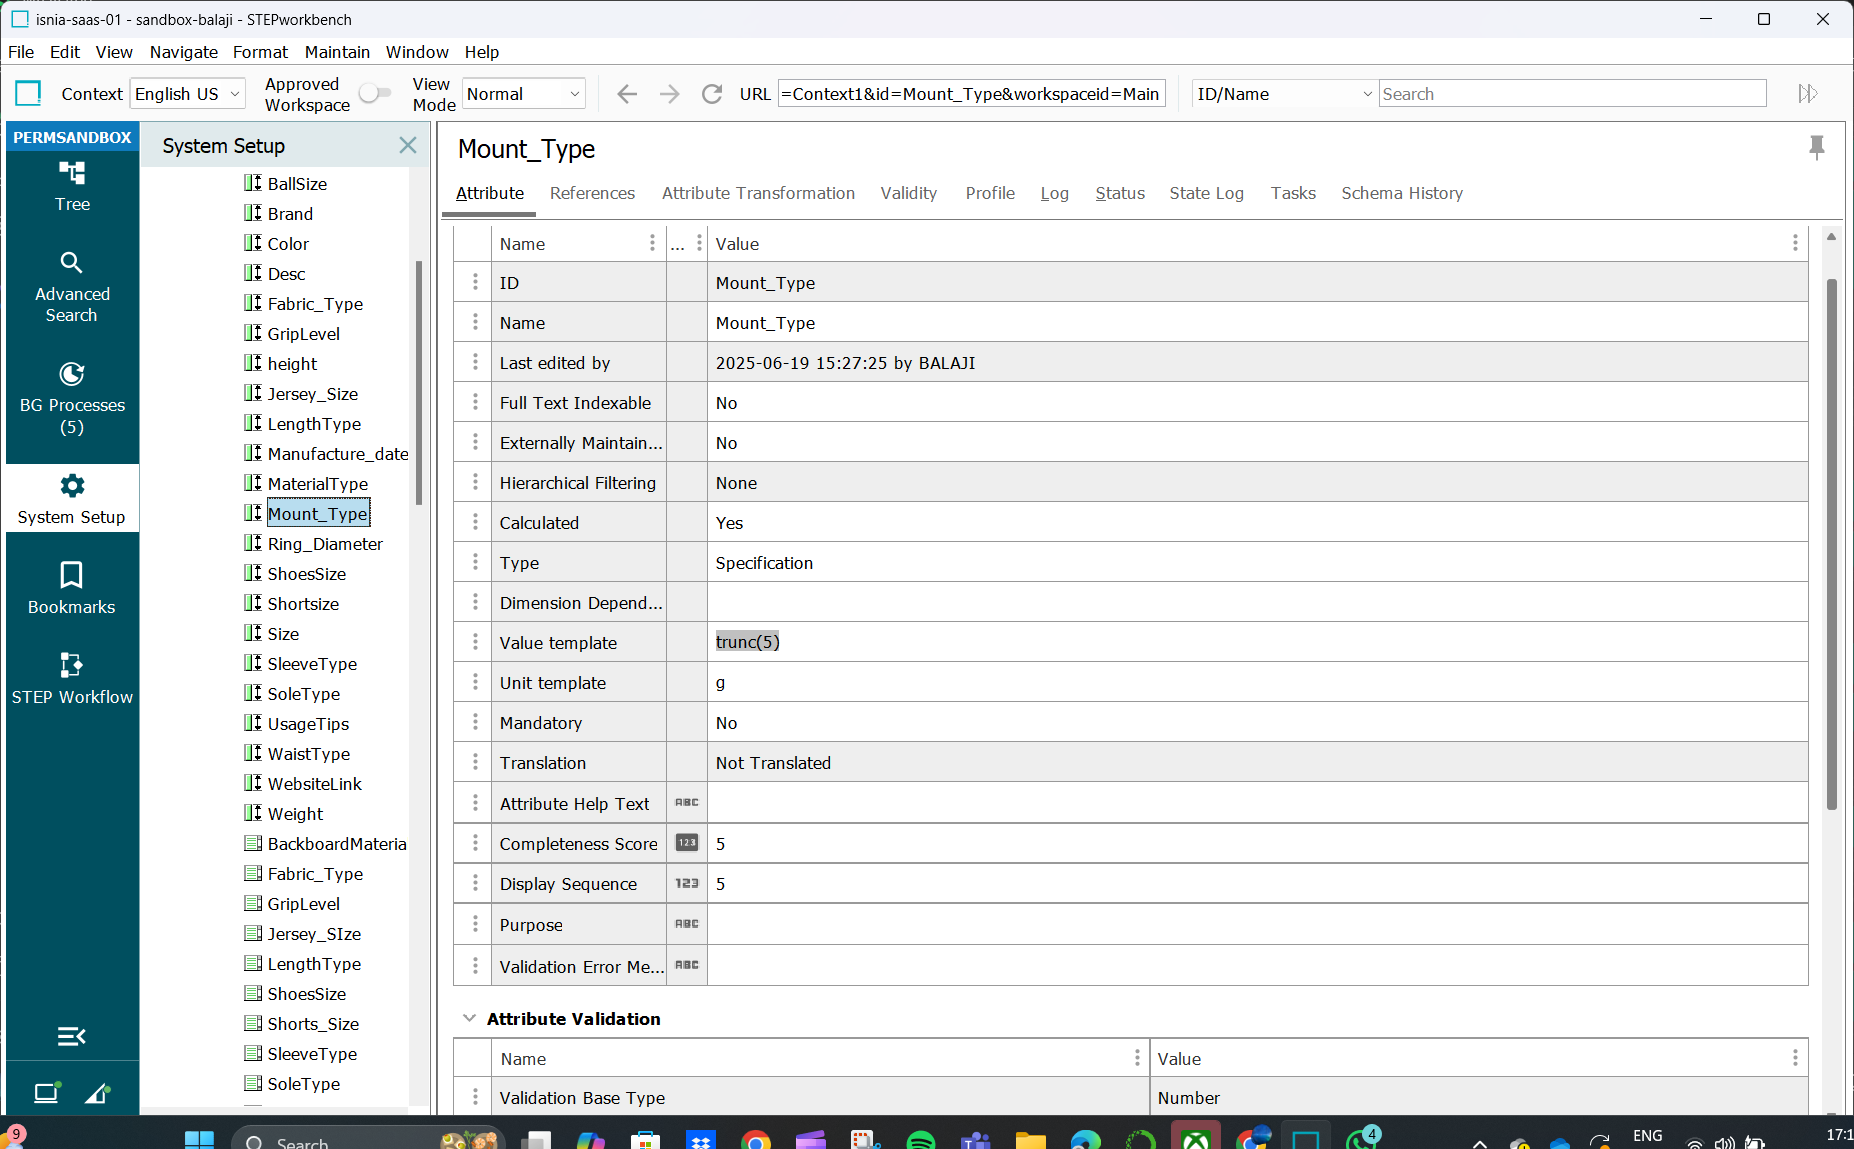 isnia-saas-01 - sandbox-balaji - STEPworkbench
File Edit View Navigate Format Maintain Window Help
Context English US Approved Workspace View Mode Normal URL =Context1&id=Mount_Type&workspaceid=Main ID/Name Search
PERMSANDBOX
Tree
Advanced
Search
BG Processes
(5)
System Setup
Bookmarks
STEP Workflow
System Setup
BallSize
Brand
Color
Desc
Fabric_Type
GripLevel
height
Jersey_Size
LengthType
Manufacture_date
MaterialType
Mount_Type
Ring_Diameter
ShoesSize
Shortsize
Size
SleeveType
SoleType
UsageTips
WaistType
WebsiteLink
Weight
BackboardMateria
Fabric_Type
GripLevel
Jersey_SIze
LengthType
ShoesSize
Shorts_Size
SleeveType
SoleType
Mount_Type
Attribute References Attribute Transformation Validity Profile Log Status State Log Tasks Schema History
Name ... Value
ID Mount_Type
Name Mount_Type
Last edited by 2025-06-19 15:27:25 by BALAJI
Full Text Indexable No
Externally Maintain... No
Hierarchical Filtering None
Calculated Yes
Type Specification
Dimension Depend...
Value template trunc(5)
Unit template g
Mandatory No
Translation Not Translated
Attribute Help Text ABC
Completeness Score 123 5
Display Sequence 123 5
Purpose ABC
Validation Error Me... ABC
Attribute Validation
Name Value
Validation Base Type Number
9 Search 4 ENG 17:1